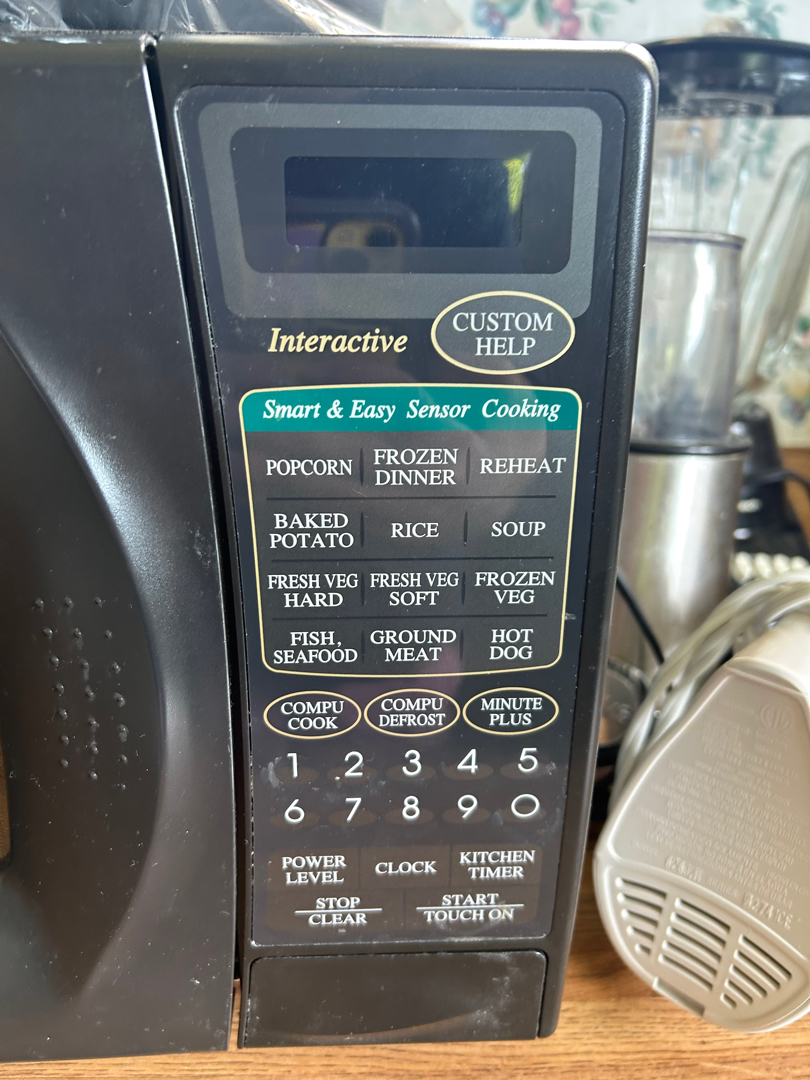 Interactive
CUSTOM
HELP
Smart & Easy Sensor Cooking
POPCORN
FROZEN
DINNER
REHEAT
BAKED
POTATO
RICE
SOUP
FRESH VEG
HARD
FRESH VEG
SOFT
FROZEN
VEG
FISH,
SEAFOOD
GROUND
MEAT
HOT
DOG
COMPU
COOK
COMPU
DEFROST
MINUTE
PLUS
1 2 3 4 5
6 7 8 9 0
POWER
LEVEL
CLOCK
KITCHEN
TIMER
STOP
CLEAR
START
TOUCH ON